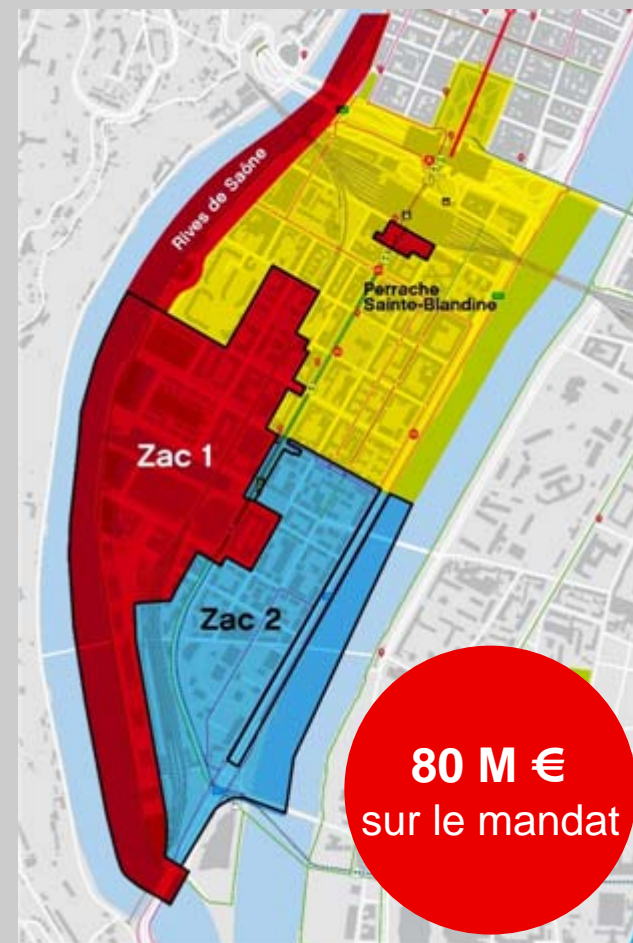 Rives de Saône
Perrache
Sainte-Blandine
Zac 1
Zac 2
80 M €
sur le mandat